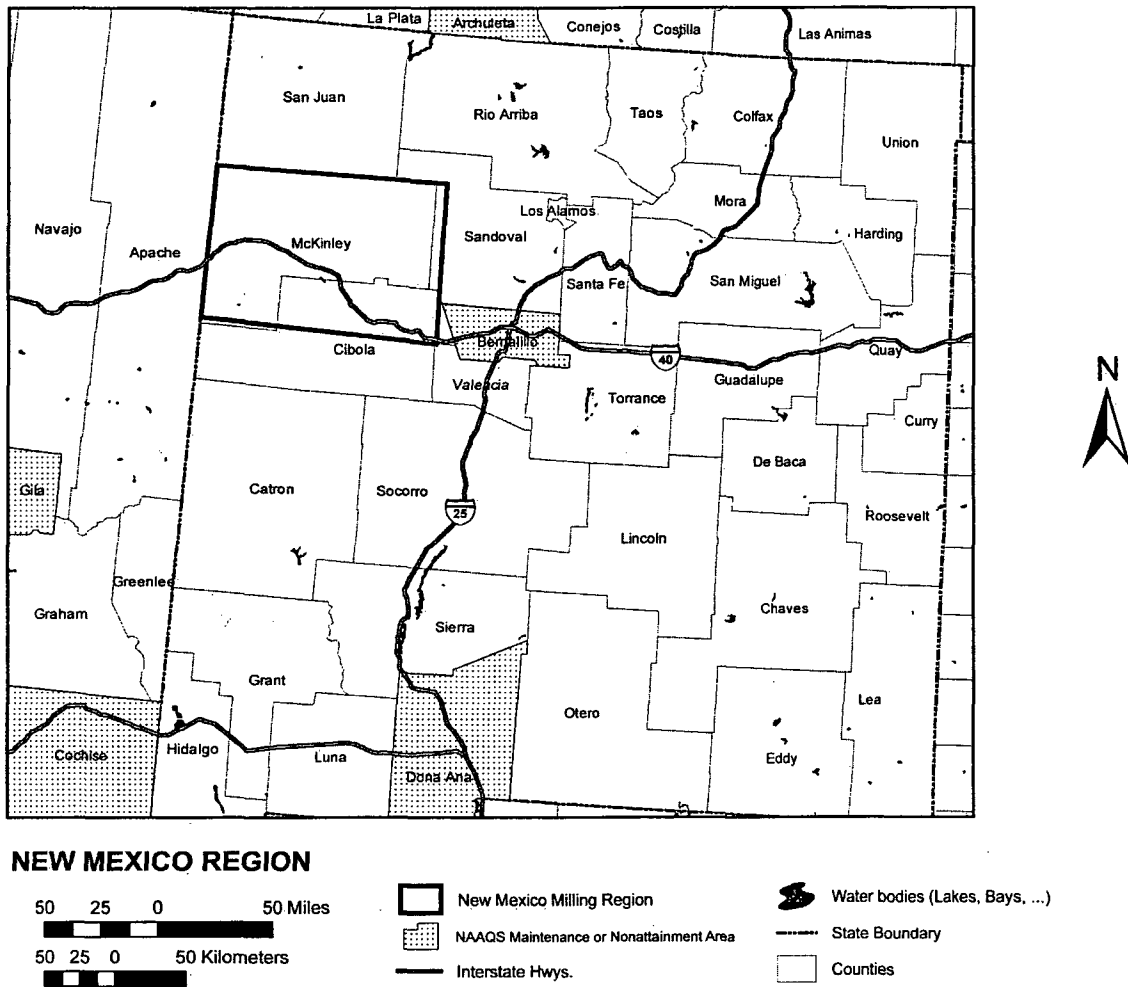 La Plata
Archuleta
Conejos
Costilla
Las Animas
San Juan
Rio Arriba
Taos
Colfax
Union
Navajo
Apache
McKinley
Sandoval
Los Alamos
Mora
Harding
Santa Fe
San Miguel
Cibola
Bernalillo
40
Quay
Valencia
Torrance
Guadalupe
Curry
De Baca
Gila
Catron
Socorro
25
Roosevelt
Lincoln
Greenlee
Graham
Sierra
Chaves
Grant
Otero
Lea
Cochise
Hidalgo
Luna
Dona Ana
Eddy
N
NEW MEXICO REGION
50 25 0 50 Miles
50 25 0 50 Kilometers
New Mexico Milling Region
NAAQS Maintenance or Nonattainment Area
Interstate Hwys.
Water bodies (Lakes, Bays, ...)
State Boundary
Counties